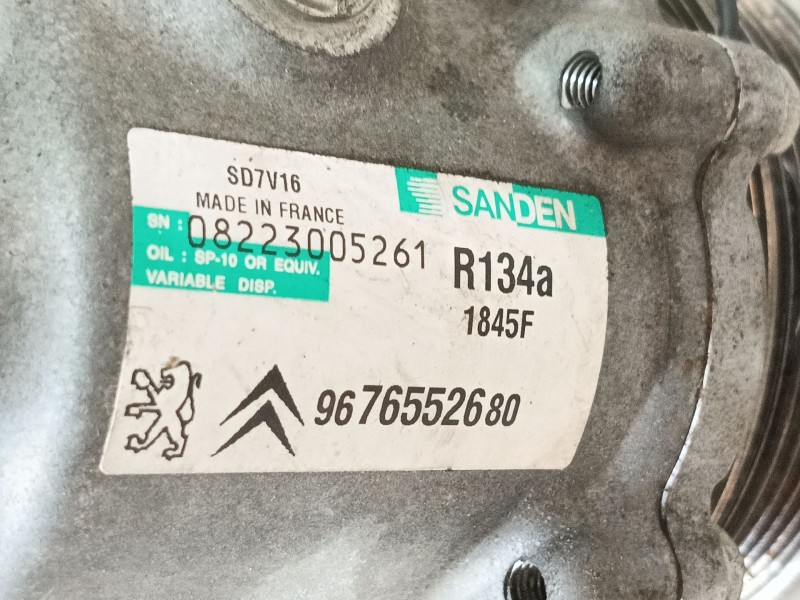 SD7V16
MADE IN FRANCE
SANDEN
SN : 08223005261
OIL : SP-10 OR EQUIV.
VARIABLE DISP.
R134a
1845F
9676552680